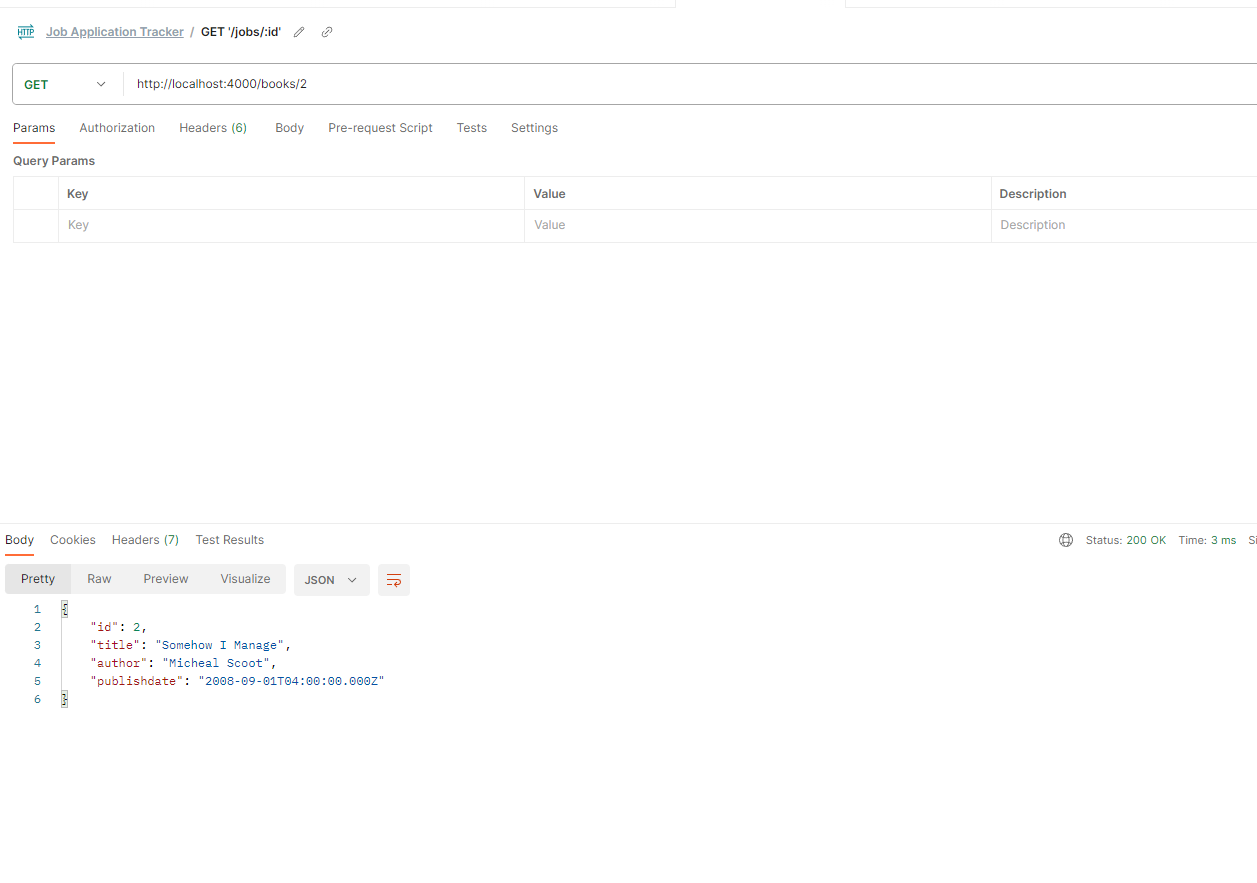 HTTP Job Application Tracker / GET '/jobs/:id'
GET http://localhost:4000/books/2
Params Authorization Headers (6) Body Pre-request Script Tests Settings
Query Params
Key Value Description
Key Value Description
Body Cookies Headers (7) Test Results Status: 200 OK Time: 3 ms
Pretty Raw Preview Visualize JSON
1 {
2 "id": 2,
3 "title": "Somehow I Manage",
4 "author": "Micheal Scoot",
5 "publishdate": "2008-09-01T04:00:00.000Z"
6 }